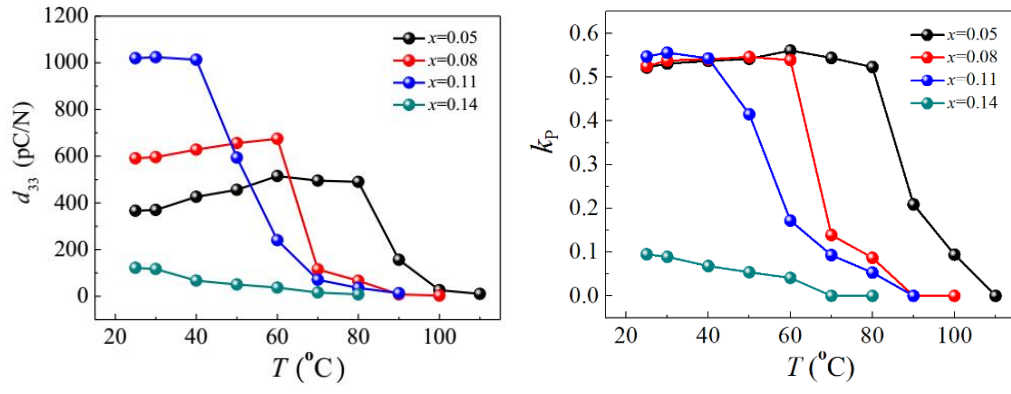 1200
1000
800
600
400
200
0
d₃₃ (pC/N)
x=0.05
x=0.08
x=0.11
x=0.14
20 40 60 80 100
T (°C)
0.6
0.5
0.4
0.3
0.2
0.1
0.0
kₚ
x=0.05
x=0.08
x=0.11
x=0.14
20 40 60 80 100
T (°C)